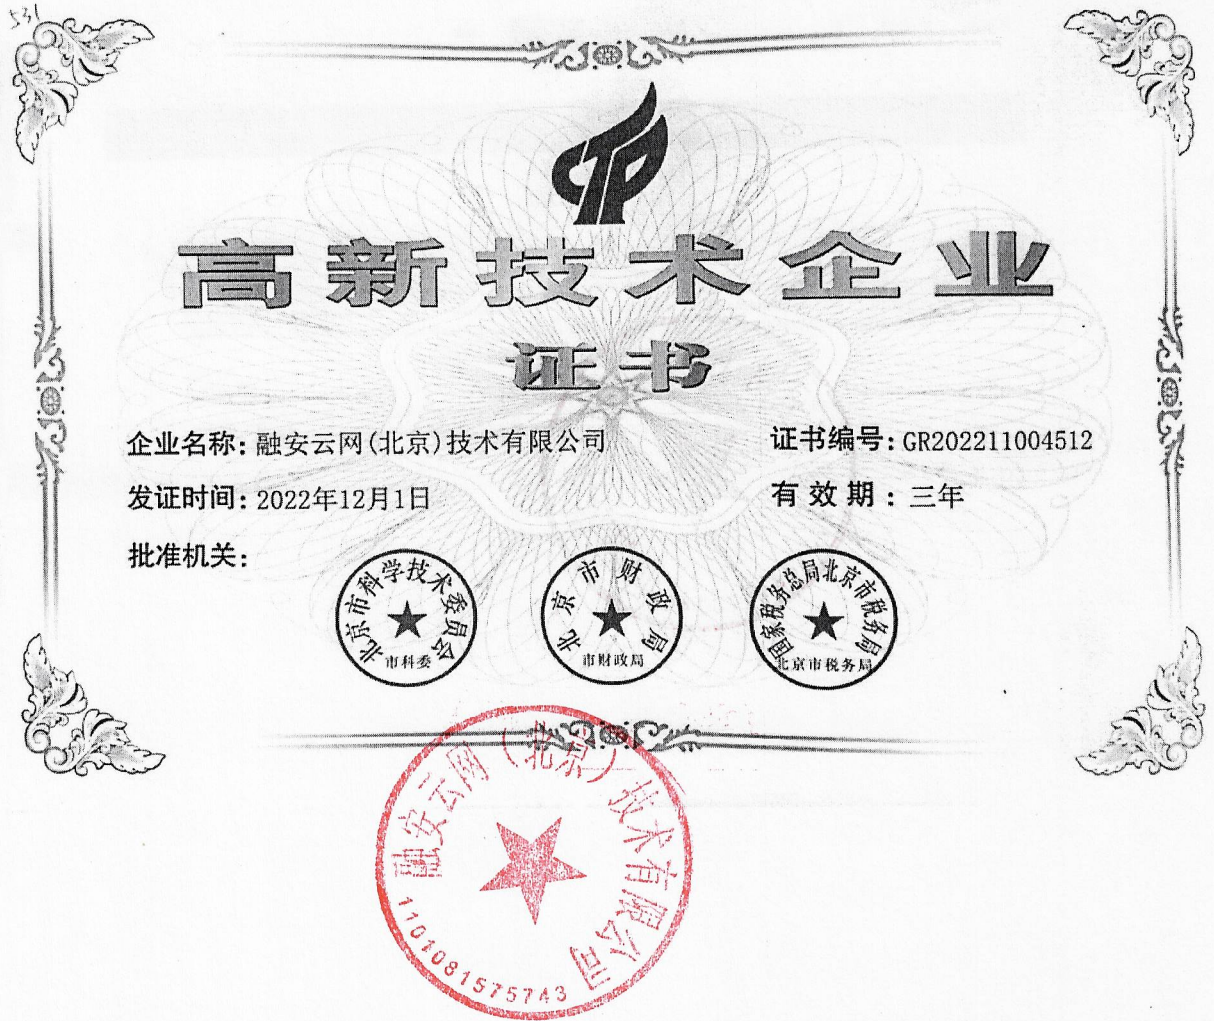 531
高新技术企业
证书
企业名称：融安云网(北京)技术有限公司
证书编号：GR202211004512
发证时间：2022年12月1日
有效期：三年
批准机关：
北京市科学技术委员会
市科委
北京市财政局
市财政局
国家税务总局北京市税务局
北京市税务局
融安云网（北京）技术有限公司
1101081575743